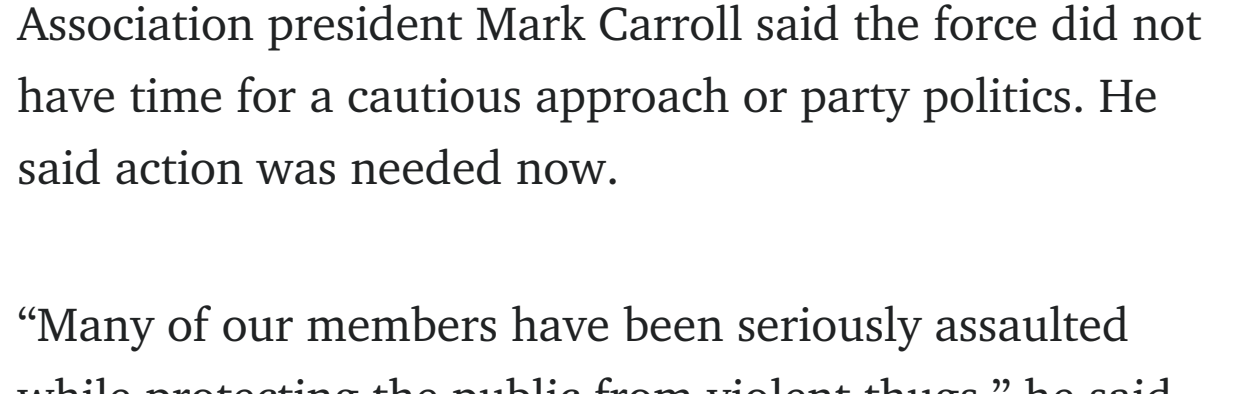 Association president Mark Carroll said the force did not
have time for a cautious approach or party politics. He
said action was needed now.
“Many of our members have been seriously assaulted
while protecting the public from violent thugs,” he said